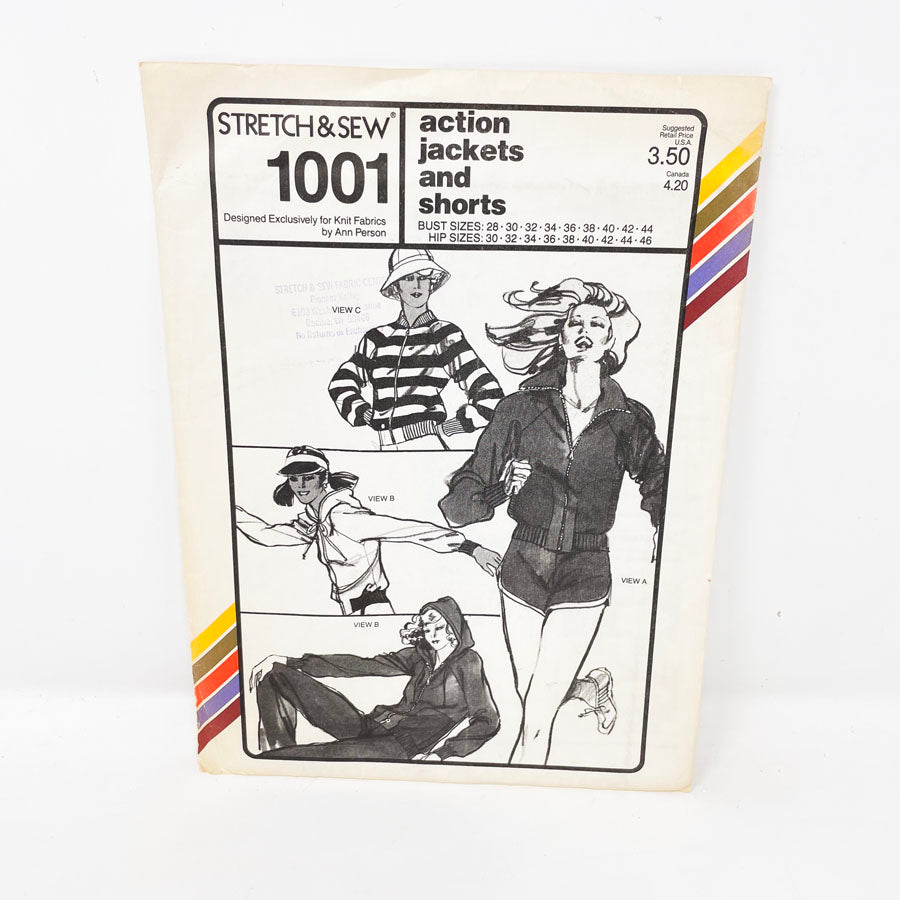 STRETCH & SEW®
1001
Designed Exclusively for Knit Fabrics
by Ann Person
action
jackets
and
shorts
BUST SIZES: 28 • 30 • 32 • 34 • 36 • 38 • 40 • 42 • 44
HIP SIZES: 30 • 32 • 34 • 36 • 38 • 40 • 42 • 44 • 46
Suggested
Retail Price
U.S.A.
3.50
Canada
4.20
STRETCH & SEW FABRIC
VIEW C
No Returns or
VIEW B
VIEW A
VIEW B